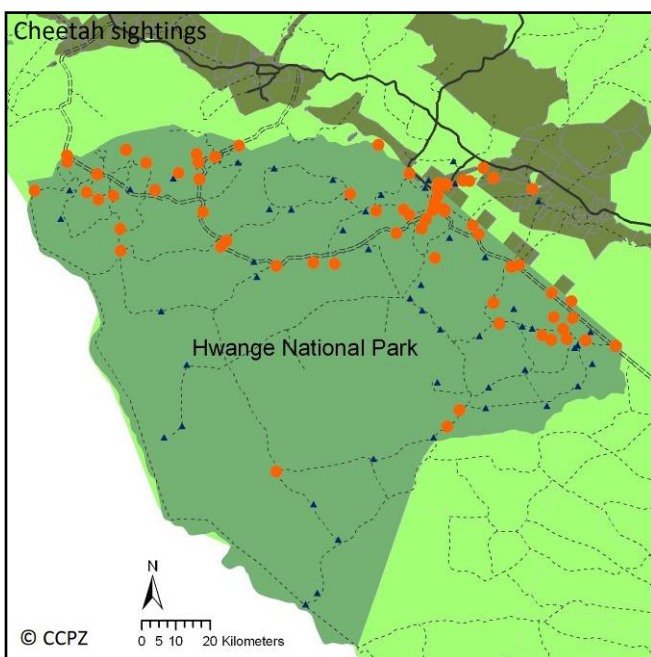 Cheetah sightings
Hwange National Park
N
0 5 10 20 Kilometers
© CCPZ